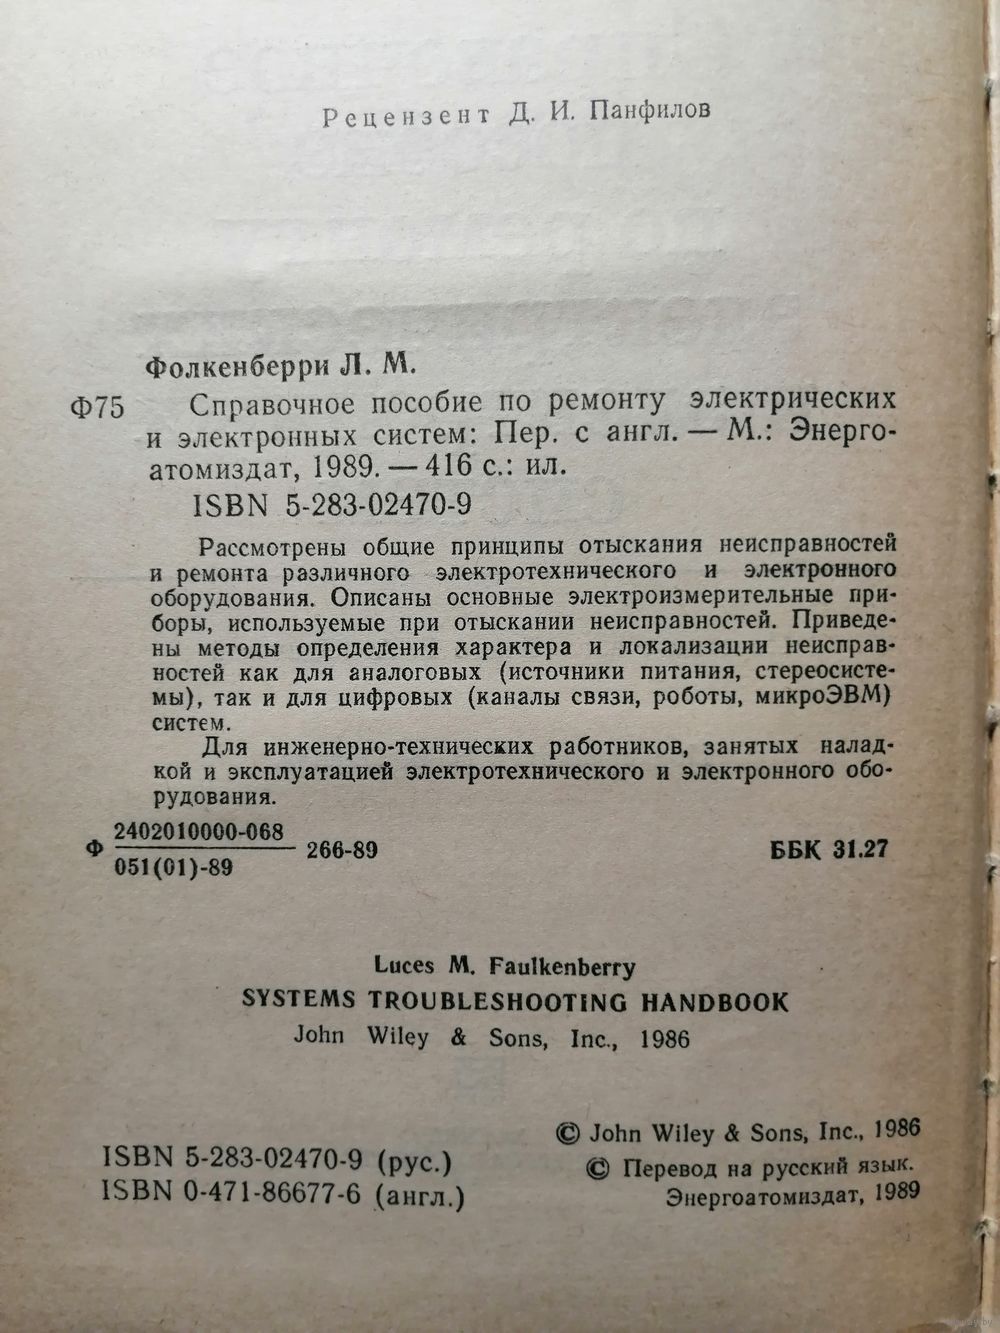 Рецензент Д. И. Панфилов
Фолкенберри Л. М.
Ф75 Справочное пособие по ремонту электрических
и электронных систем: Пер. с англ. — М.: Энерго-
атомиздат, 1989. — 416 с.: ил.
ISBN 5-283-02470-9
Рассмотрены общие принципы отыскания неисправностей
и ремонта различного электротехнического и электронного
оборудования. Описаны основные электроизмерительные при-
боры, используемые при отыскании неисправностей. Приведе-
ны методы определения характера и локализации неисправ-
ностей как для аналоговых (источники питания, стереосисте-
мы), так и для цифровых (каналы связи, роботы, микроЭВМ)
систем.
Для инженерно-технических работников, занятых налад-
кой и эксплуатацией электротехнического и электронного обо-
рудования.
2402010000-068
Ф 266-89 ББК 31.27
051(01)-89
Luces M. Faulkenberry
SYSTEMS TROUBLESHOOTING HANDBOOK
John Wiley & Sons, Inc., 1986
© John Wiley & Sons, Inc., 1986
ISBN 5-283-02470-9 (рус.) © Перевод на русский язык.
ISBN 0-471-86677-6 (англ.) Энергоатомиздат, 1989